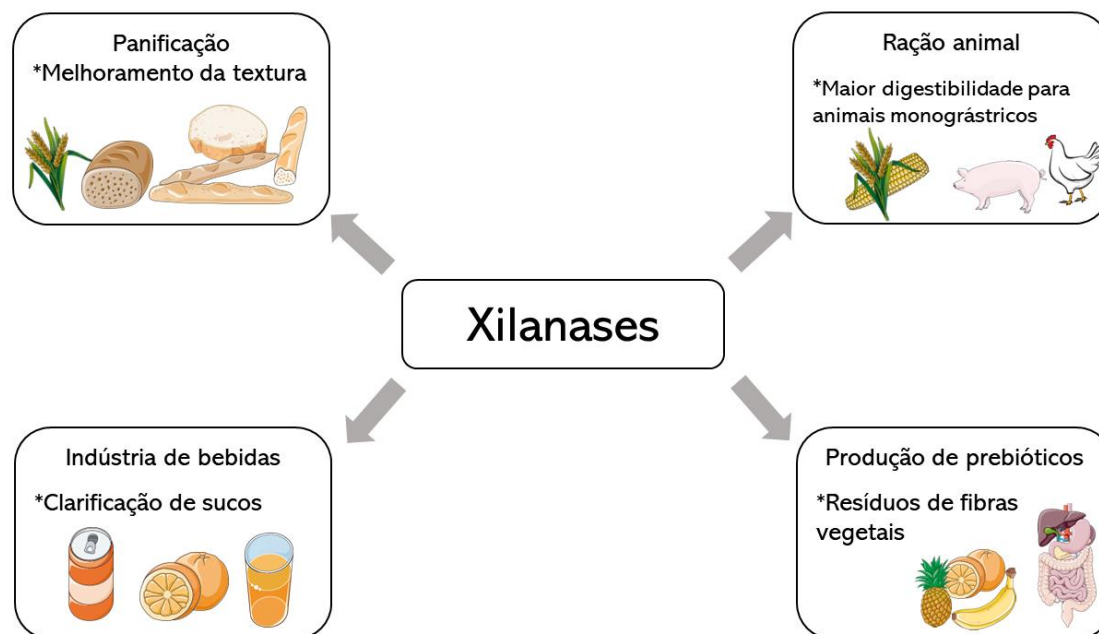 Panificação
*Melhoramento da textura
Ração animal
*Maior digestibilidade para
animais monográstricos
Xilanases
Indústria de bebidas
*Clarificação de sucos
Produção de prebióticos
*Resíduos de fibras
vegetais